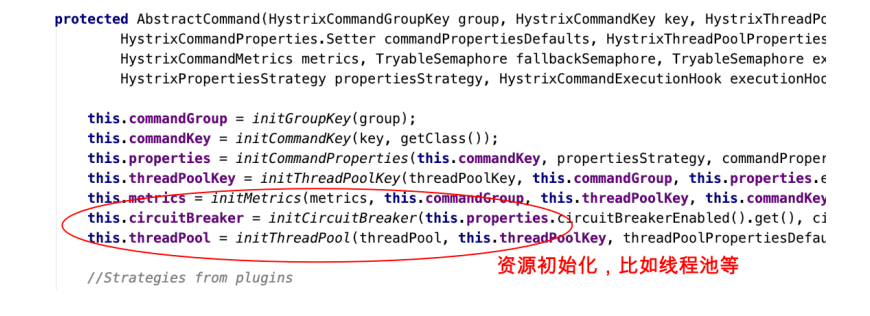 protected AbstractCommand(HystrixCommandGroupKey group, HystrixCommandKey key, HystrixThreadPo
HystrixCommandProperties.Setter commandPropertiesDefaults, HystrixThreadPoolProperties
HystrixCommandMetrics metrics, TryableSemaphore fallbackSemaphore, TryableSemaphore ex
HystrixPropertiesStrategy propertiesStrategy, HystrixCommandExecutionHook executionHoo
this.commandGroup = initGroupKey(group);
this.commandKey = initCommandKey(key, getClass());
this.properties = initCommandProperties(this.commandKey, propertiesStrategy, commandProper
this.threadPoolKey = initThreadPoolKey(threadPoolKey, this.commandGroup, this.properties.e
this.metrics = initMetrics(metrics, this.commandGroup, this.threadPoolKey, this.commandKey
this.circuitBreaker = initCircuitBreaker(this.properties.circuitBreakerEnabled().get(), ci
this.threadPool = initThreadPool(threadPool, this.threadPoolKey, threadPoolPropertiesDefau
资源初始化，比如线程池等
//Strategies from plugins